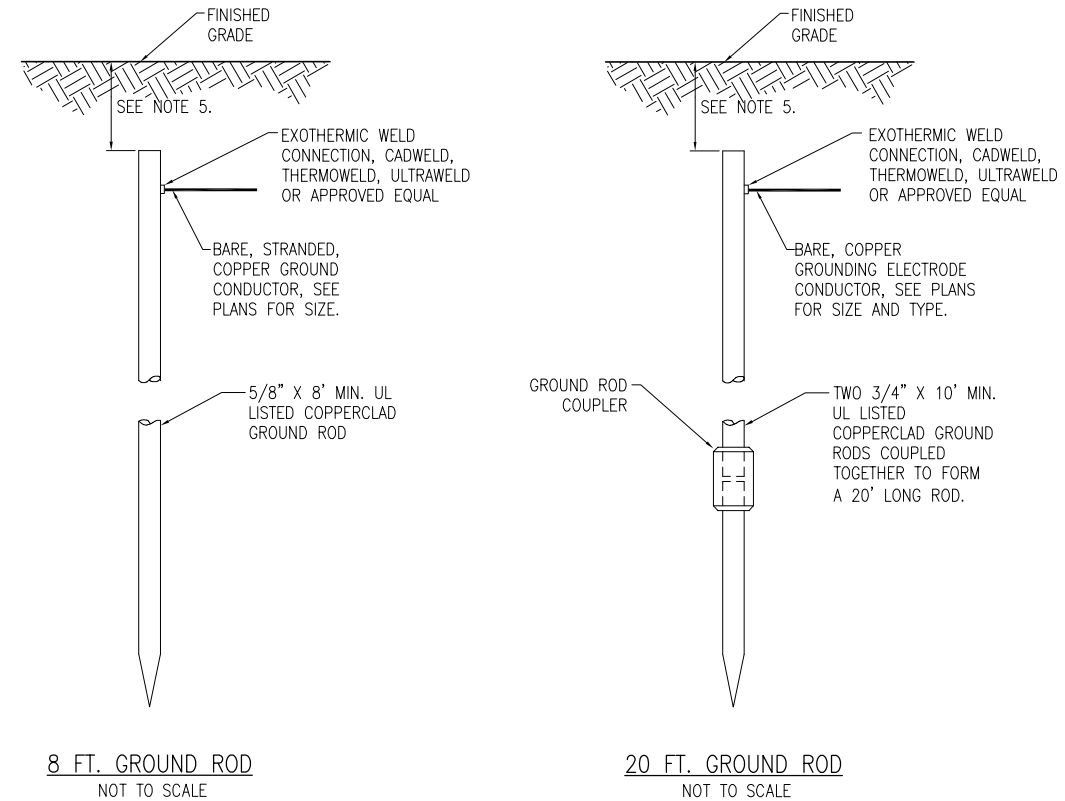 FINISHED
GRADE
SEE NOTE 5.
EXOTHERMIC WELD
CONNECTION, CADWELD,
THERMOWELD, ULTRAWELD
OR APPROVED EQUAL
BARE, STRANDED,
COPPER GROUND
CONDUCTOR, SEE
PLANS FOR SIZE.
5/8" X 8' MIN. UL
LISTED COPPERCLAD
GROUND ROD
8 FT. GROUND ROD
NOT TO SCALE
FINISHED
GRADE
SEE NOTE 5.
EXOTHERMIC WELD
CONNECTION, CADWELD,
THERMOWELD, ULTRAWELD
OR APPROVED EQUAL
BARE, COPPER
GROUNDING ELECTRODE
CONDUCTOR, SEE PLANS
FOR SIZE AND TYPE.
GROUND ROD
COUPLER
TWO 3/4" X 10' MIN.
UL LISTED
COPPERCLAD GROUND
RODS COUPLED
TOGETHER TO FORM
A 20' LONG ROD.
20 FT. GROUND ROD
NOT TO SCALE